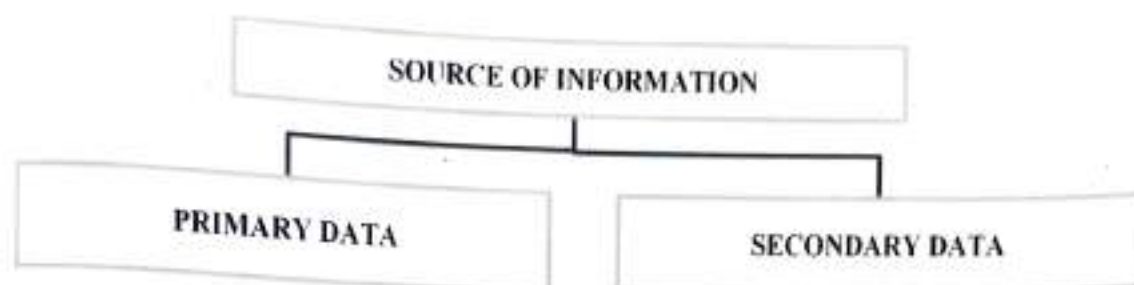 SOURCE OF INFORMATION
PRIMARY DATA
SECONDARY DATA